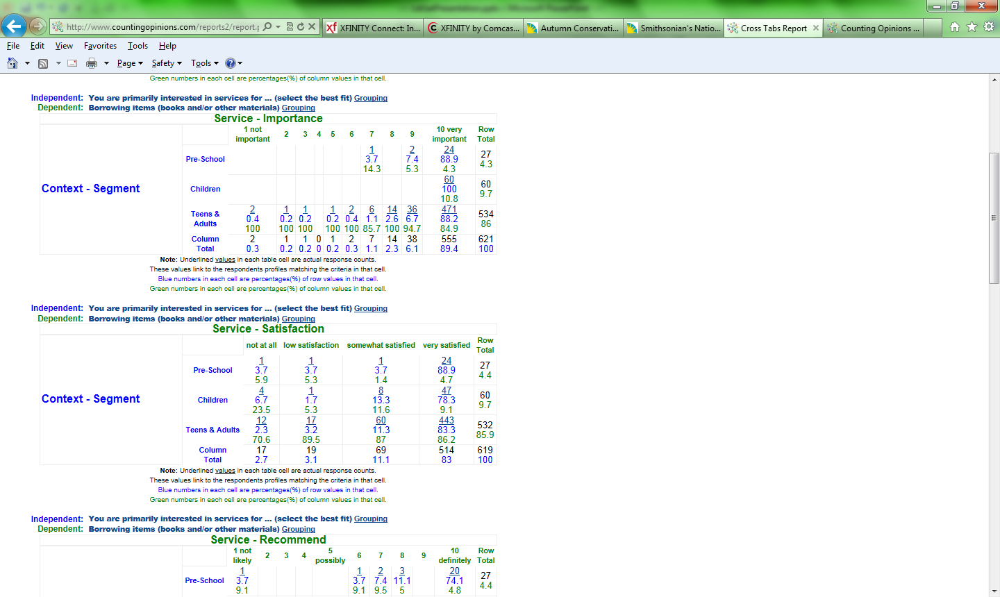 http://www.countingopinions.com/reports2/report.p
XFINITY Connect: In...
XFINITY by Comcas...
Autumn Conservati...
Smithsonian's Natio...
Cross Tabs Report
Counting Opinions ...
File Edit View Favorites Tools Help
Page Safety Tools
Green numbers in each cell are percentages(%) of column values in that cell.
Independent: You are primarily interested in services for ... (select the best fit) Grouping
Dependent: Borrowing items (books and/or other materials) Grouping
Service - Importance
1 not important 2 3 4 5 6 7 8 9 10 very important Row Total
Context - Segment
Pre-School
1 2 24 27
3.7 7.4 88.9 4.3
14.3 5.3 4.3
Children
60 60
100 9.7
10.8
Teens & Adults
2 1 1 1 2 6 14 36 471 534
0.4 0.2 0.2 0.2 0.4 1.1 2.6 6.7 88.2 86
100 100 100 100 100 85.7 100 94.7 84.9
Column Total
2 1 1 0 1 2 7 14 38 555 621
0.3 0.2 0.2 0 0.2 0.3 1.1 2.3 6.1 89.4 100
Note: Underlined values in each table cell are actual response counts.
These values link to the respondents profiles matching the criteria in that cell.
Blue numbers in each cell are percentages(%) of row values in that cell.
Green numbers in each cell are percentages(%) of column values in that cell.
Independent: You are primarily interested in services for ... (select the best fit) Grouping
Dependent: Borrowing items (books and/or other materials) Grouping
Service - Satisfaction
not at all low satisfaction somewhat satisfied very satisfied Row Total
Context - Segment
Pre-School
1 1 1 24 27
3.7 3.7 3.7 88.9 4.4
5.9 5.3 1.4 4.7
Children
4 1 8 47 60
6.7 1.7 13.3 78.3 9.7
23.5 5.3 11.6 9.1
Teens & Adults
12 17 60 443 532
2.3 3.2 11.3 83.3 85.9
70.6 89.5 87 86.2
Column Total
17 19 69 514 619
2.7 3.1 11.1 83 100
Note: Underlined values in each table cell are actual response counts.
These values link to the respondents profiles matching the criteria in that cell.
Blue numbers in each cell are percentages(%) of row values in that cell.
Green numbers in each cell are percentages(%) of column values in that cell.
Independent: You are primarily interested in services for ... (select the best fit) Grouping
Dependent: Borrowing items (books and/or other materials) Grouping
Service - Recommend
1 not likely 2 3 4 5 possibly 6 7 8 9 10 definitely Row Total
Pre-School
1 1 2 3 20 27
3.7 3.7 7.4 11.1 74.1 4.4
9.1 9.1 9.5 5 4.8